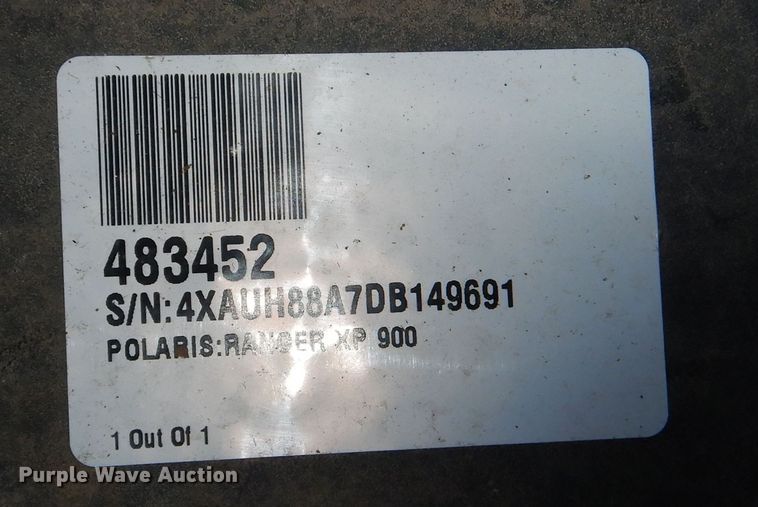 483452
S/N:4XAUH88A7DB149691
POLARIS:RANGER XP 900
1 Out Of 1
Purple Wave Auction